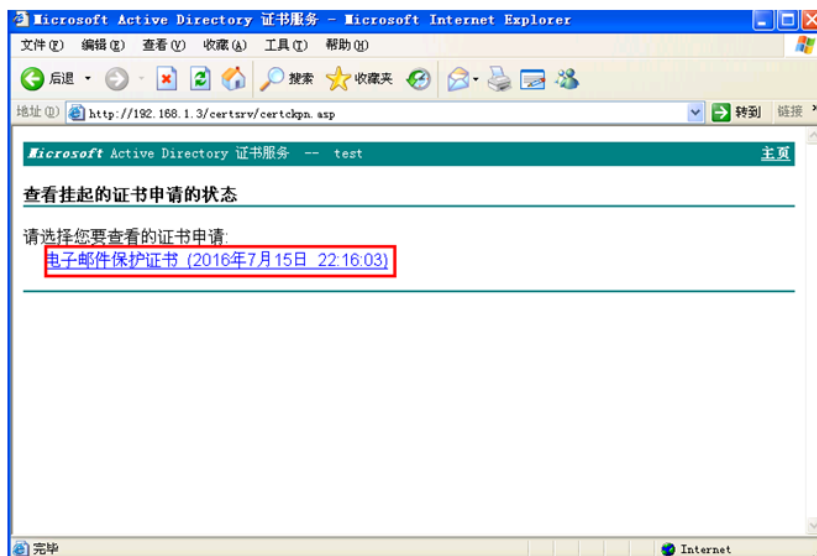 Microsoft Active Directory 证书服务 - Microsoft Internet Explorer
文件(F) 编辑(E) 查看(V) 收藏(A) 工具(T) 帮助(H)
后退 搜索 收藏夹
地址(D) http://192.168.1.3/certsrv/certckpn.asp 转到 链接 »
Microsoft Active Directory 证书服务 -- test 主页
查看挂起的证书申请的状态
请选择您要查看的证书申请:
电子邮件保护证书 (2016年7月15日 22:16:03)
完毕 Internet